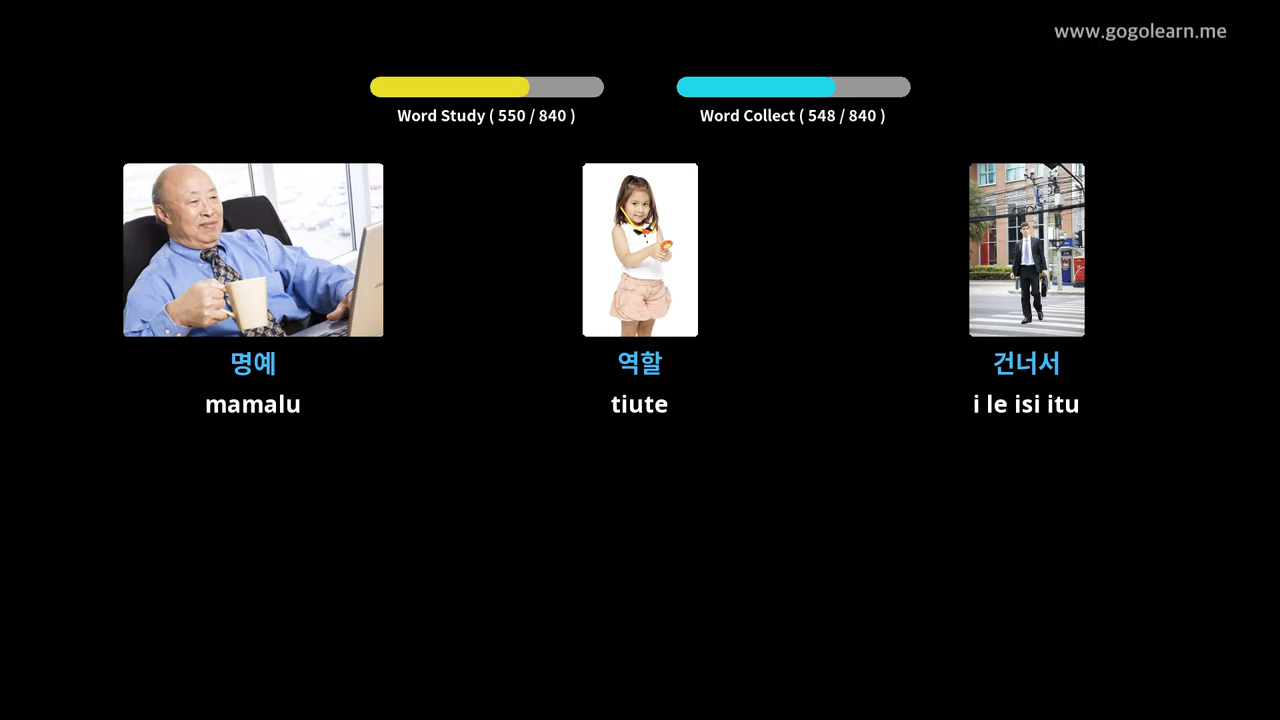 www.gogolearn.me
Word Study ( 550 / 840 )
Word Collect ( 548 / 840 )
명예
mamalu
역할
tiute
건너서
i le isi itu